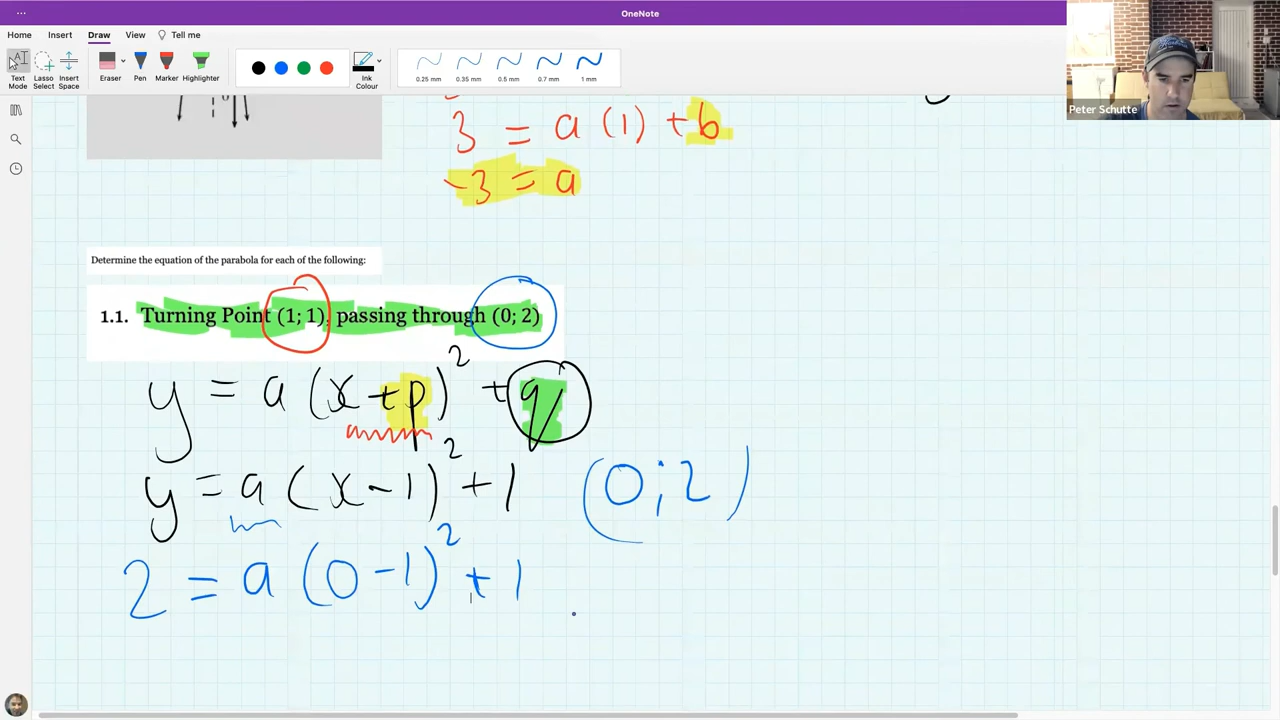 OneNote
Home Insert Draw View Tell me
Text Mode Lasso Select Insert Space Eraser Pen Marker Highlighter 0.25 mm 0.35 mm 0.5 mm 0.7 mm 1 mm Colour
Peter Schutte
3 = a (1) + b
-3 = a
Determine the equation of the parabola for each of the following:
1.1. Turning Point (1; 1), passing through (0; 2)
y = a (x + p)² + q
y = a (x - 1)² + 1 (0; 2)
2 = a (0 - 1)² + 1